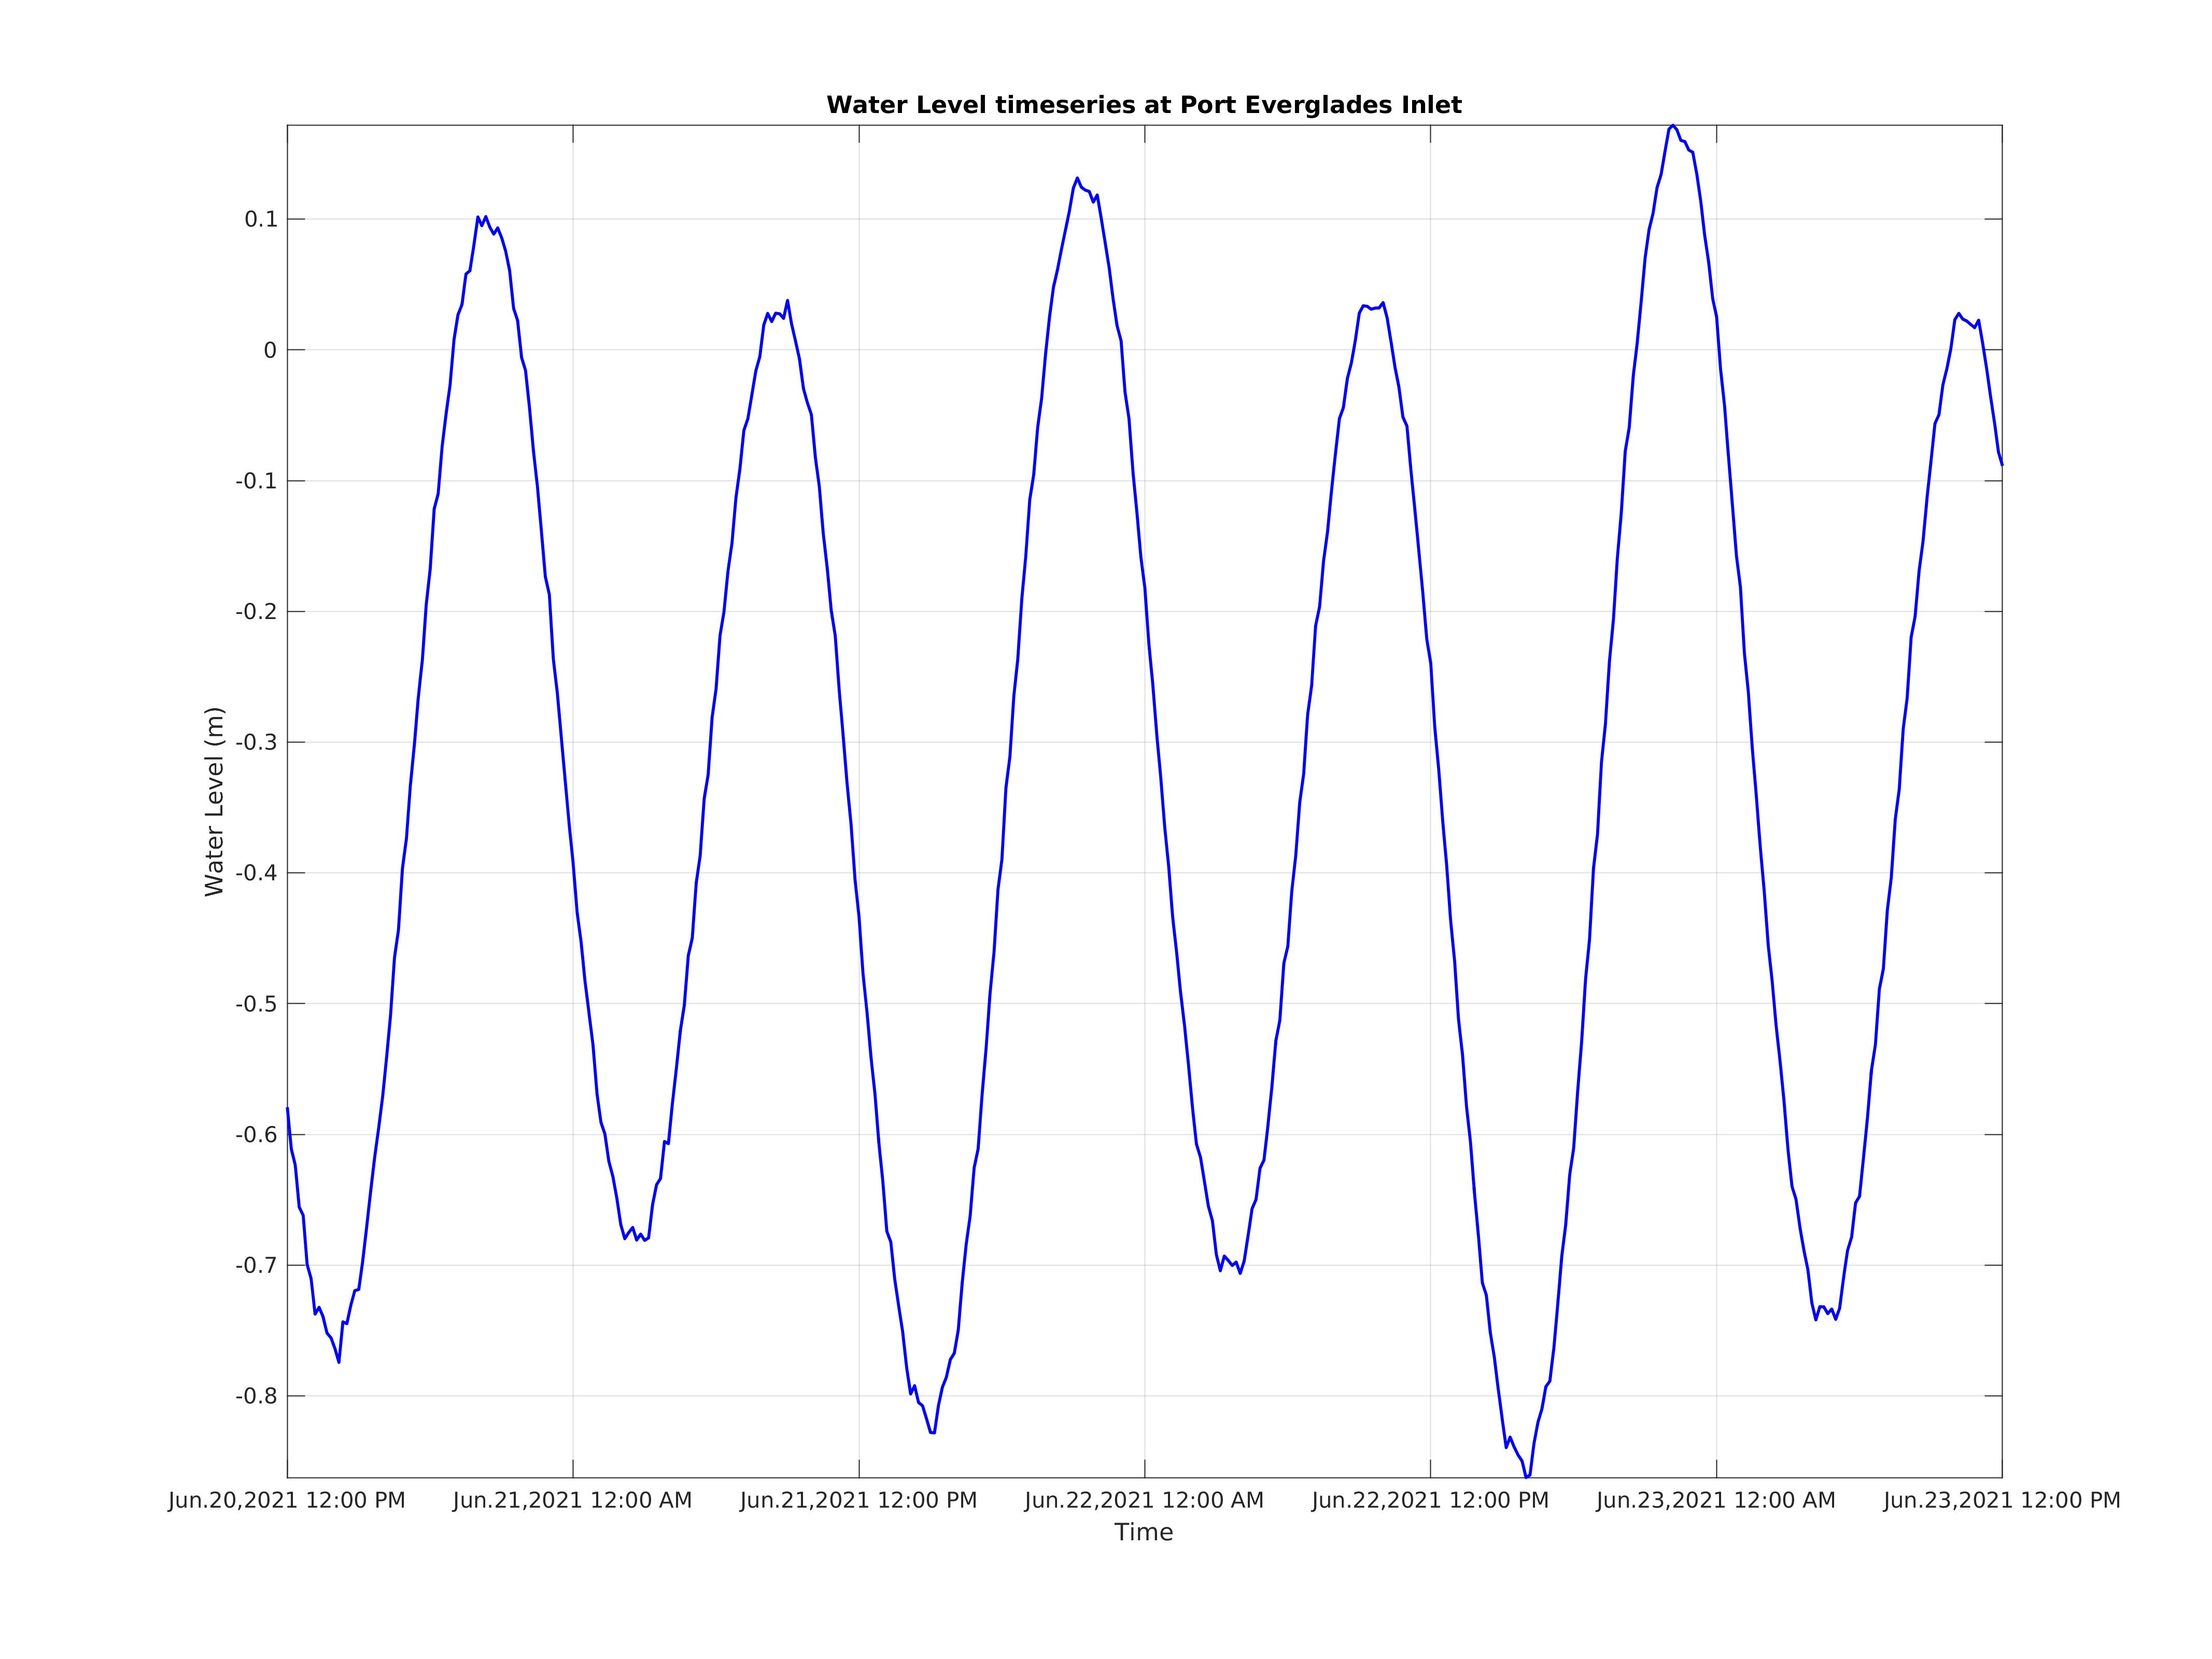 Water Level timeseries at Port Everglades Inlet
0.1
0
-0.1
-0.2
-0.3
-0.4
-0.5
-0.6
-0.7
-0.8
Water Level (m)
Jun.20,2021 12:00 PM
Jun.21,2021 12:00 AM
Jun.21,2021 12:00 PM
Jun.22,2021 12:00 AM
Jun.22,2021 12:00 PM
Jun.23,2021 12:00 AM
Jun.23,2021 12:00 PM
Time